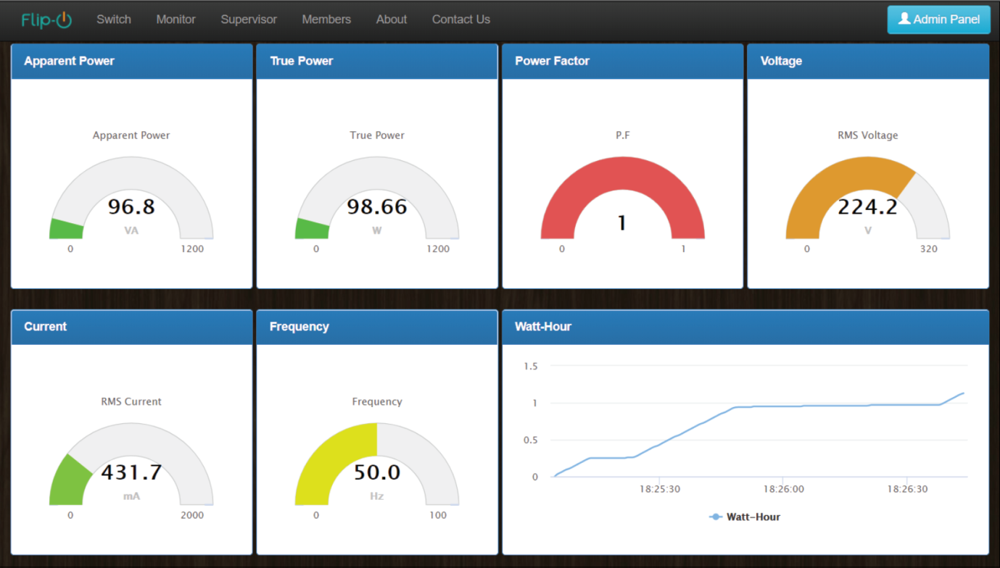 Flip-
Switch Monitor Supervisor Members About Contact Us Admin Panel
Apparent Power
Apparent Power
96.8
VA
0 1200
True Power
True Power
98.66
W
0 1200
Power Factor
P.F
1
0 1
Voltage
RMS Voltage
224.2
V
0 320
Current
RMS Current
431.7
mA
0 2000
Frequency
Frequency
50.0
Hz
0 100
Watt-Hour
1.5
1
0.5
0
18:25:30 18:26:00 18:26:30
Watt-Hour